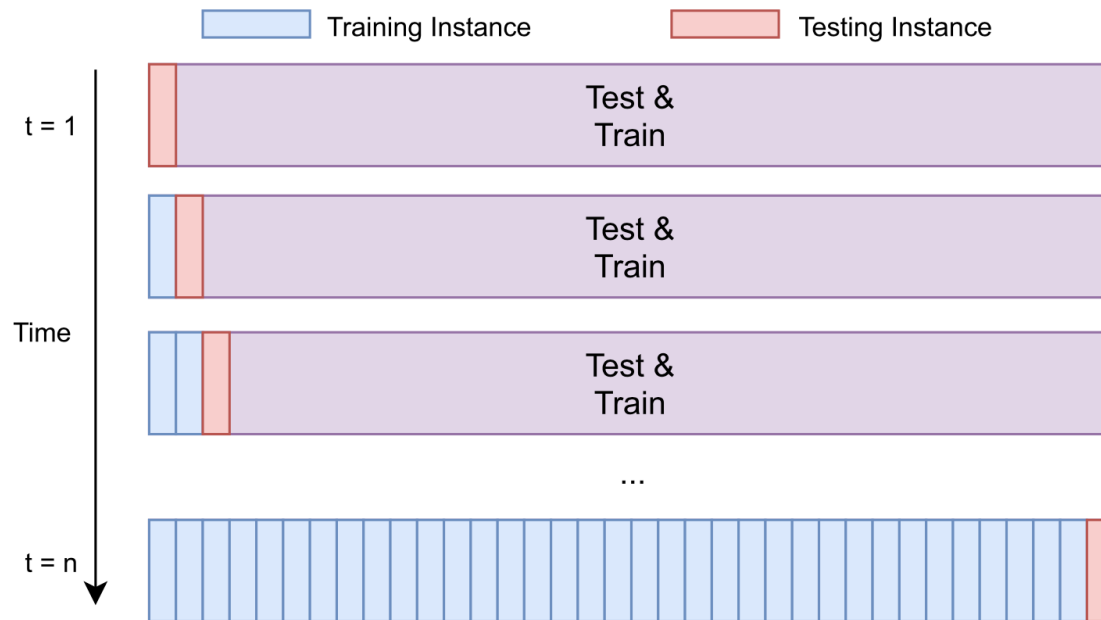 Training Instance
Testing Instance
t = 1
Test &
Train
Test &
Train
Time
Test &
Train
...
t = n